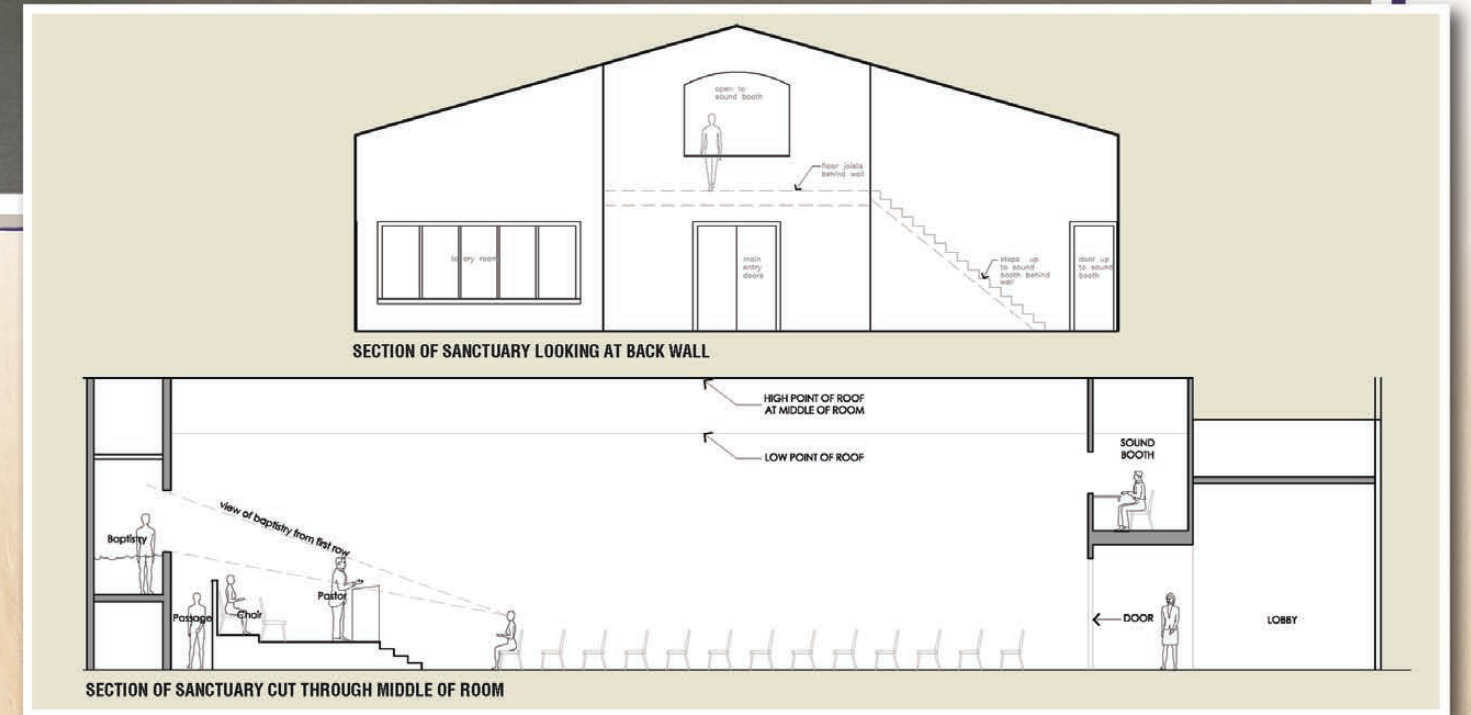 open to
sound booth
floor joists
behind wall
main
entry
doors
steps up
to sound
booth behind
wall
door up
to sound
booth
room
SECTION OF SANCTUARY LOOKING AT BACK WALL
HIGH POINT OF ROOF
AT MIDDLE OF ROOM
LOW POINT OF ROOF
SOUND
BOOTH
view of baptistry from first row
Baptistry
Pastor
Passage
Choir
DOOR
LOBBY
SECTION OF SANCTUARY CUT THROUGH MIDDLE OF ROOM